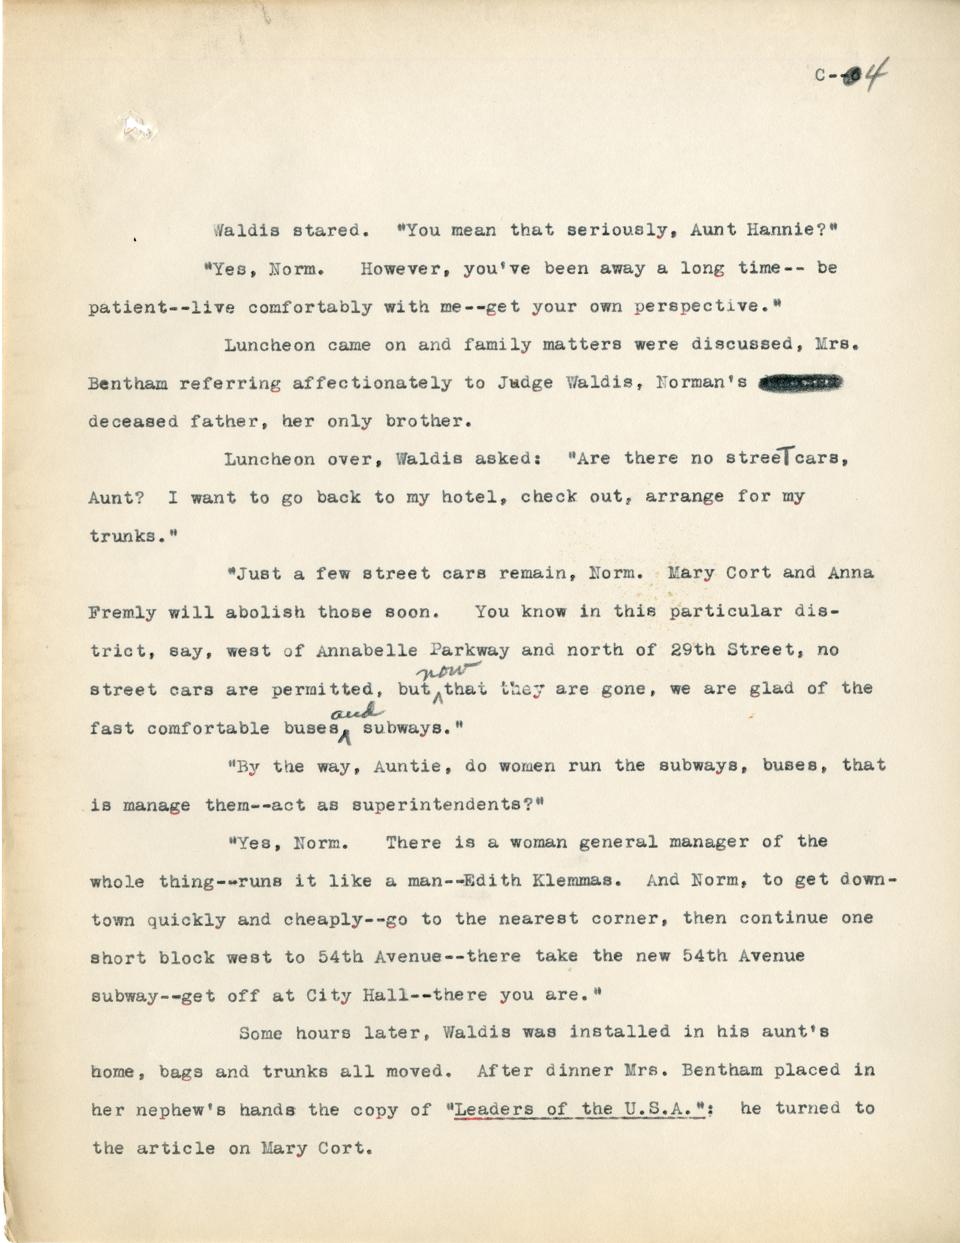 C--4
Waldis stared. "You mean that seriously, Aunt Hannie?"
"Yes, Norm. However, you've been away a long time-- be
patient--live comfortably with me--get your own perspective."
Luncheon came on and family matters were discussed, Mrs.
Bentham referring affectionately to Judge Waldis, Norman's
deceased father, her only brother.
Luncheon over, Waldis asked: "Are there no streeTcars,
Aunt? I want to go back to my hotel, check out, arrange for my
trunks."
"Just a few street cars remain, Norm. Mary Cort and Anna
Fremly will abolish those soon. You know in this particular dis-
trict, say, west of Annabelle Parkway and north of 29th Street, no
street cars are permitted, but now that they are gone, we are glad of the
fast comfortable buses and subways."
"By the way, Auntie, do women run the subways, buses, that
is manage them--act as superintendents?"
"Yes, Norm. There is a woman general manager of the
whole thing--runs it like a man--Edith Klemmas. And Norm, to get down-
town quickly and cheaply--go to the nearest corner, then continue one
short block west to 54th Avenue--there take the new 54th Avenue
subway--get off at City Hall--there you are."
Some hours later, Waldis was installed in his aunt's
home, bags and trunks all moved. After dinner Mrs. Bentham placed in
her nephew's hands the copy of "Leaders of the U.S.A.": he turned to
the article on Mary Cort.